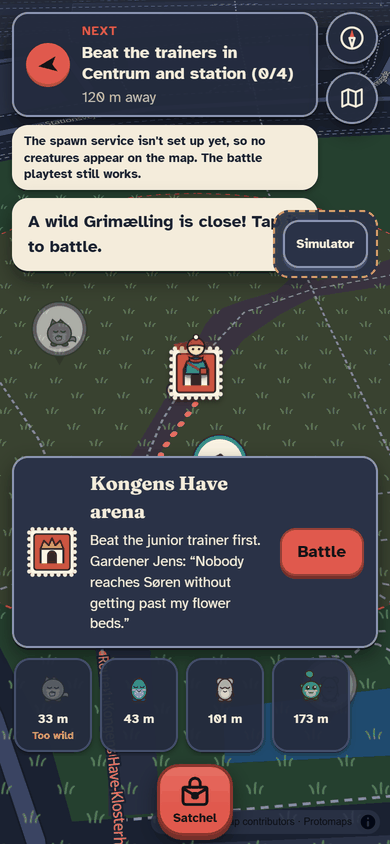 NEXT
Beat the trainers in
Centrum and station (0/4)
120 m away
The spawn service isn't set up yet, so no
creatures appear on the map. The battle
playtest still works.
A wild Grimælling is close! Tap
to battle.
Simulator
Kongens Have
arena
Beat the junior trainer first.
Gardener Jens: “Nobody
reaches Søren without
getting past my flower
beds.”
Battle
33 m
Too wild
43 m
101 m
173 m
Have-Klosterh
Satchel
contributors · Protomaps